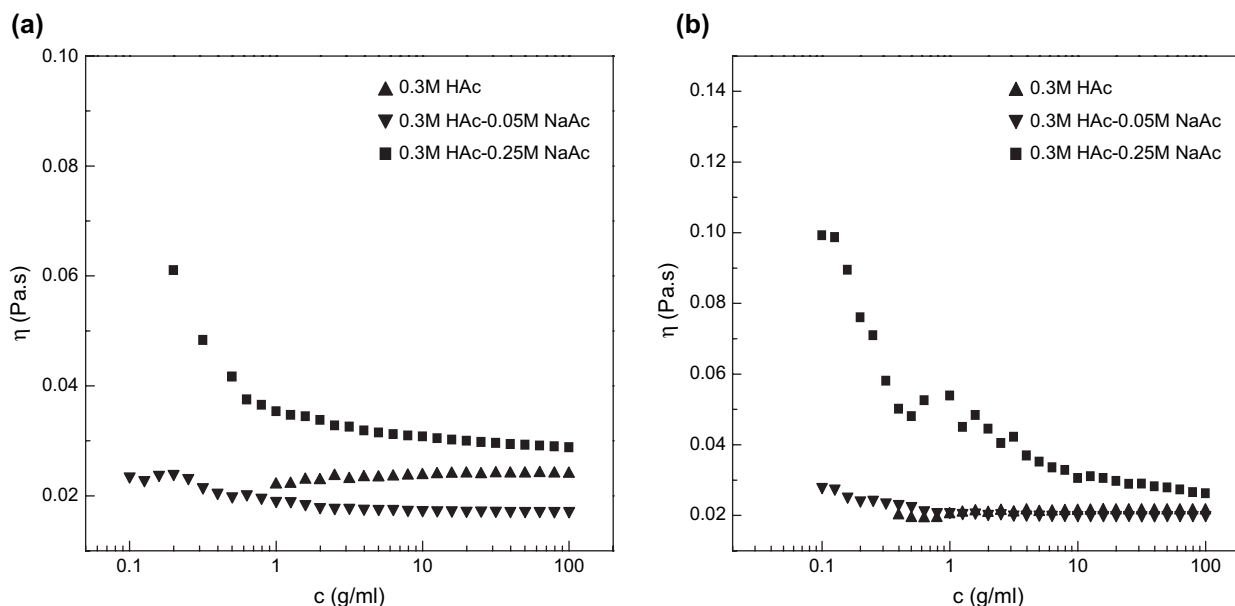 (a)
0.10
0.08
0.06
0.04
0.02
η (Pa.s)
0.1
1
10
100
c (g/ml)
▲ 0.3M HAc
▼ 0.3M HAc-0.05M NaAc
■ 0.3M HAc-0.25M NaAc
(b)
0.14
0.12
0.10
0.08
0.06
0.04
0.02
η (Pa.s)
0.1
1
10
100
c (g/ml)
▲ 0.3M HAc
▼ 0.3M HAc-0.05M NaAc
■ 0.3M HAc-0.25M NaAc